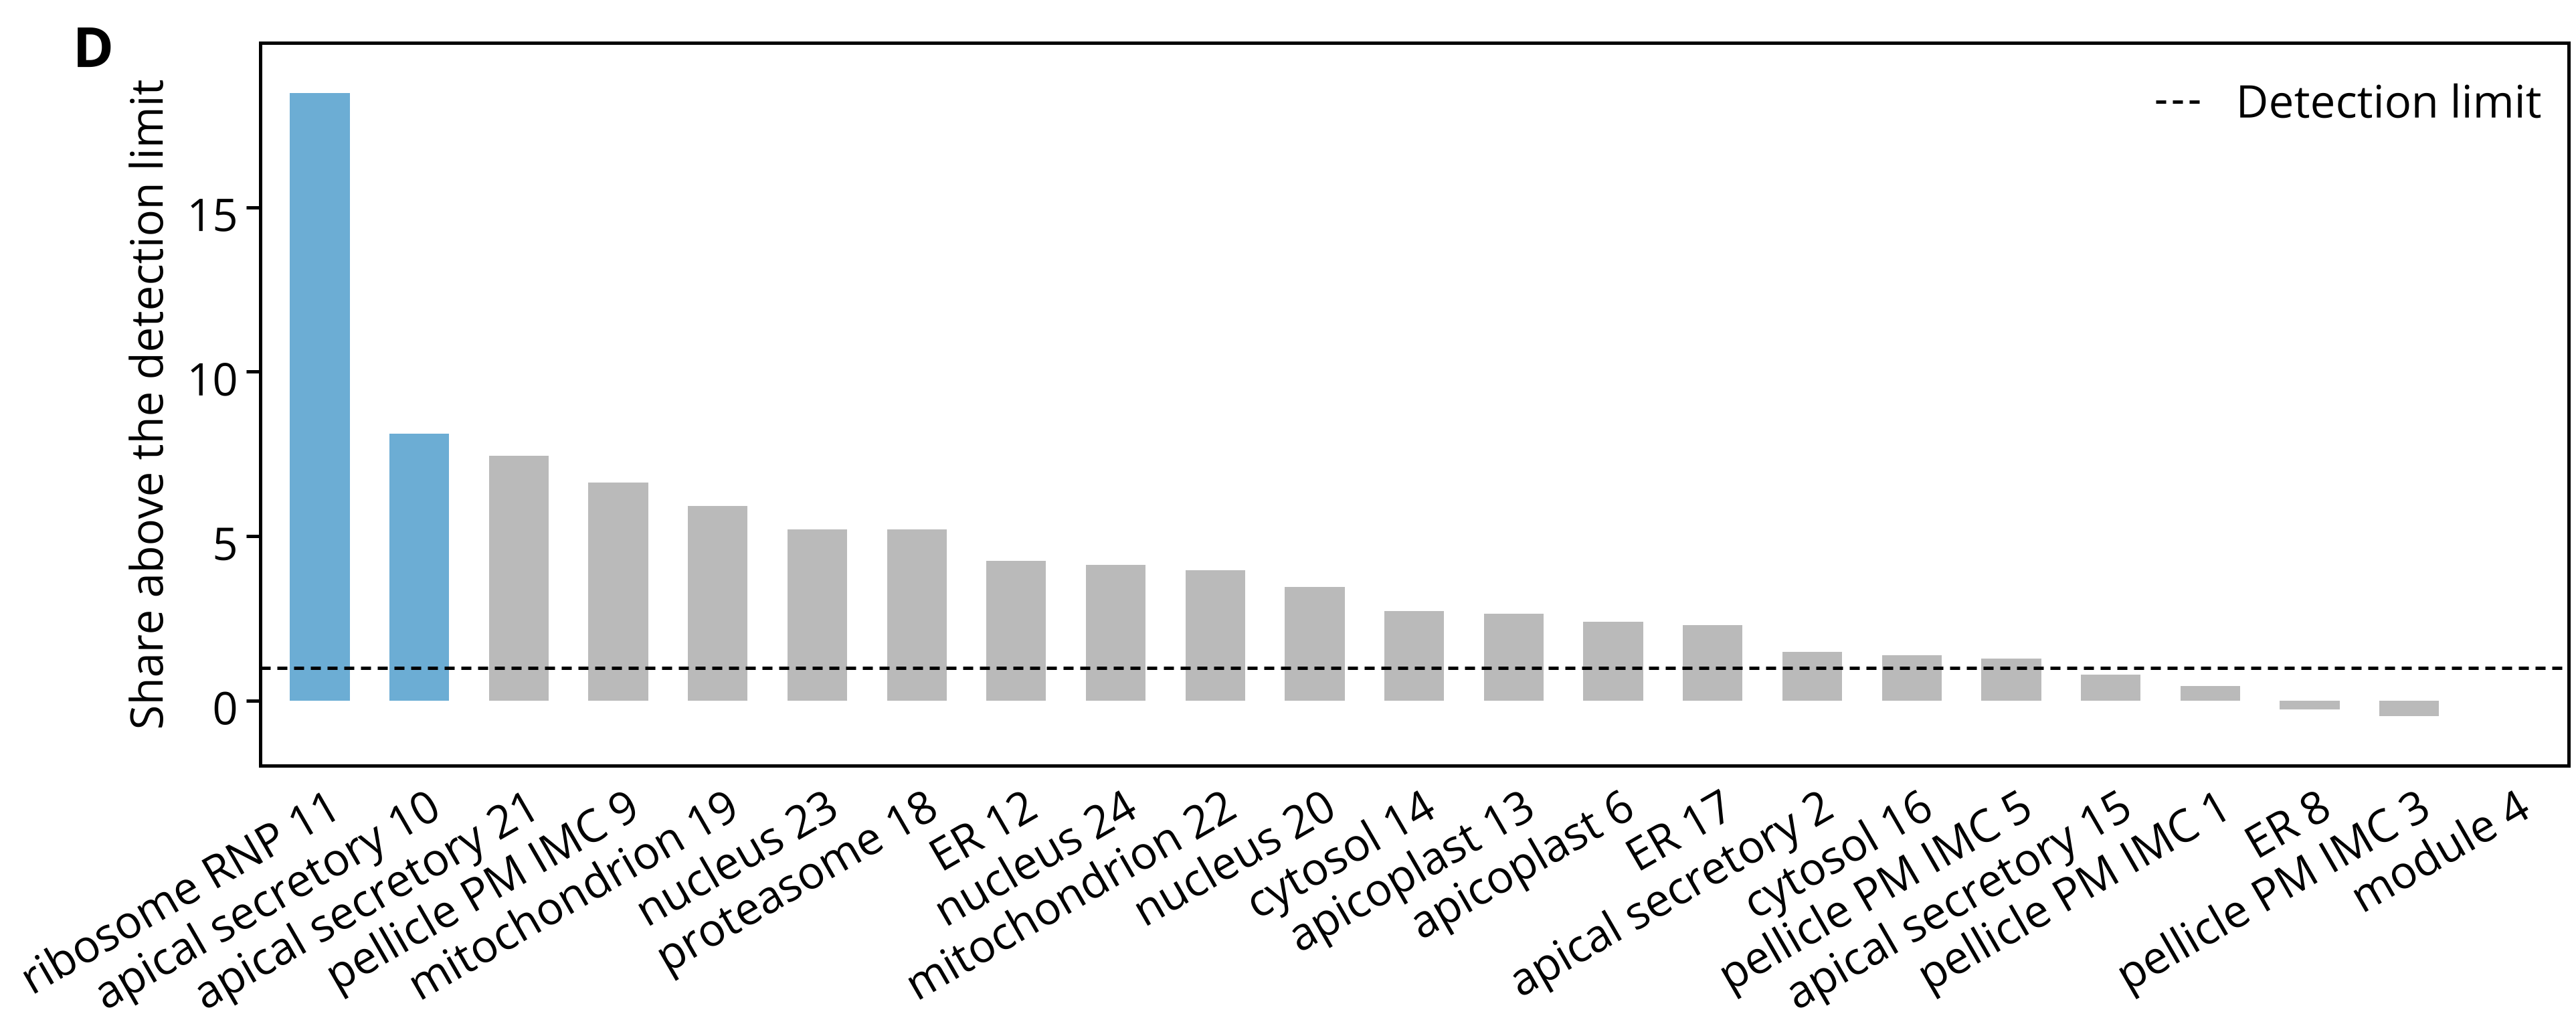 D
Share above the detection limit
15
10
5
0
--- Detection limit
ribosome RNP 11
apical secretory 10
apical secretory 21
pellicle PM IMC 9
mitochondrion 19
nucleus 23
proteasome 18
ER 12
nucleus 24
mitochondrion 22
nucleus 20
cytosol 14
apicoplast 13
apicoplast 6
ER 17
apical secretory 2
cytosol 16
pellicle PM IMC 5
apical secretory 15
pellicle PM IMC 1
ER 8
pellicle PM IMC 3
module 4